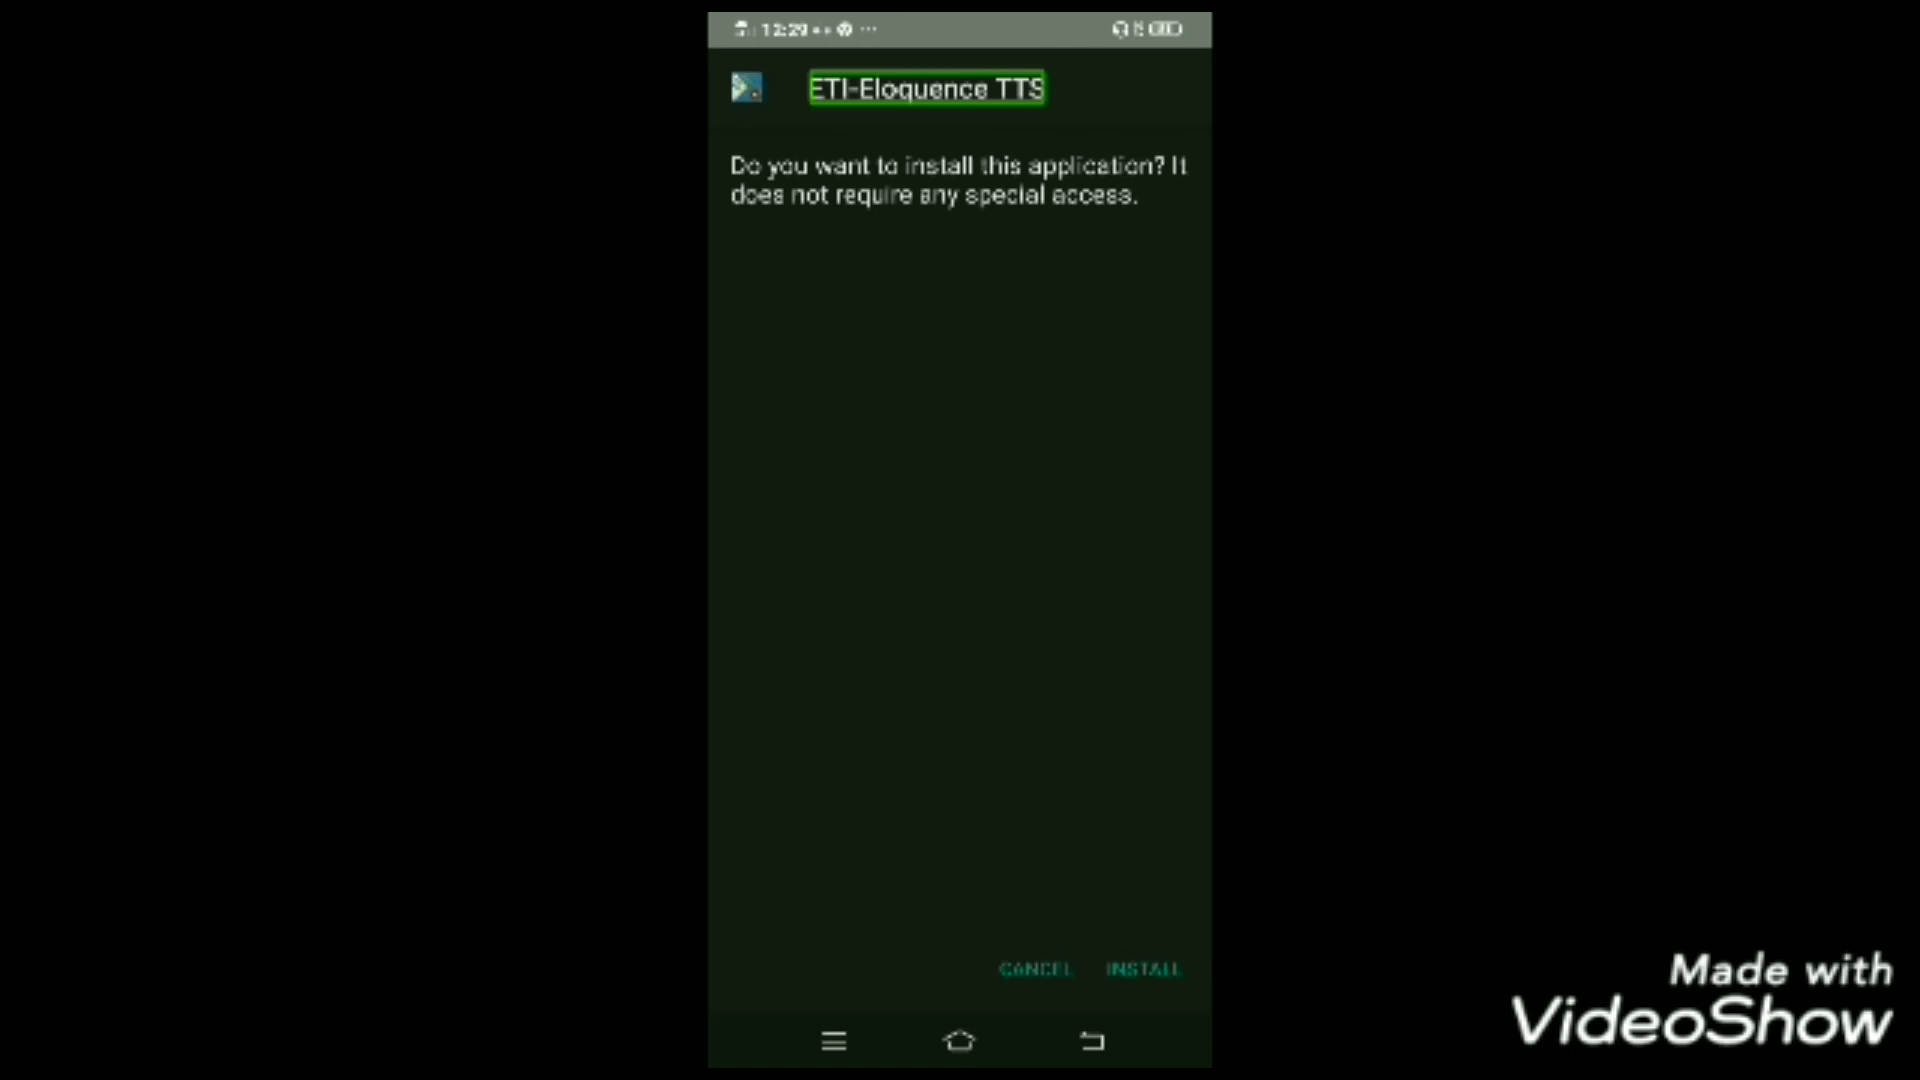 12:29
ETI-Eloquence TTS
Do you want to install this application? It
does not require any special access.
CANCEL INSTALL
Made with
VideoShow